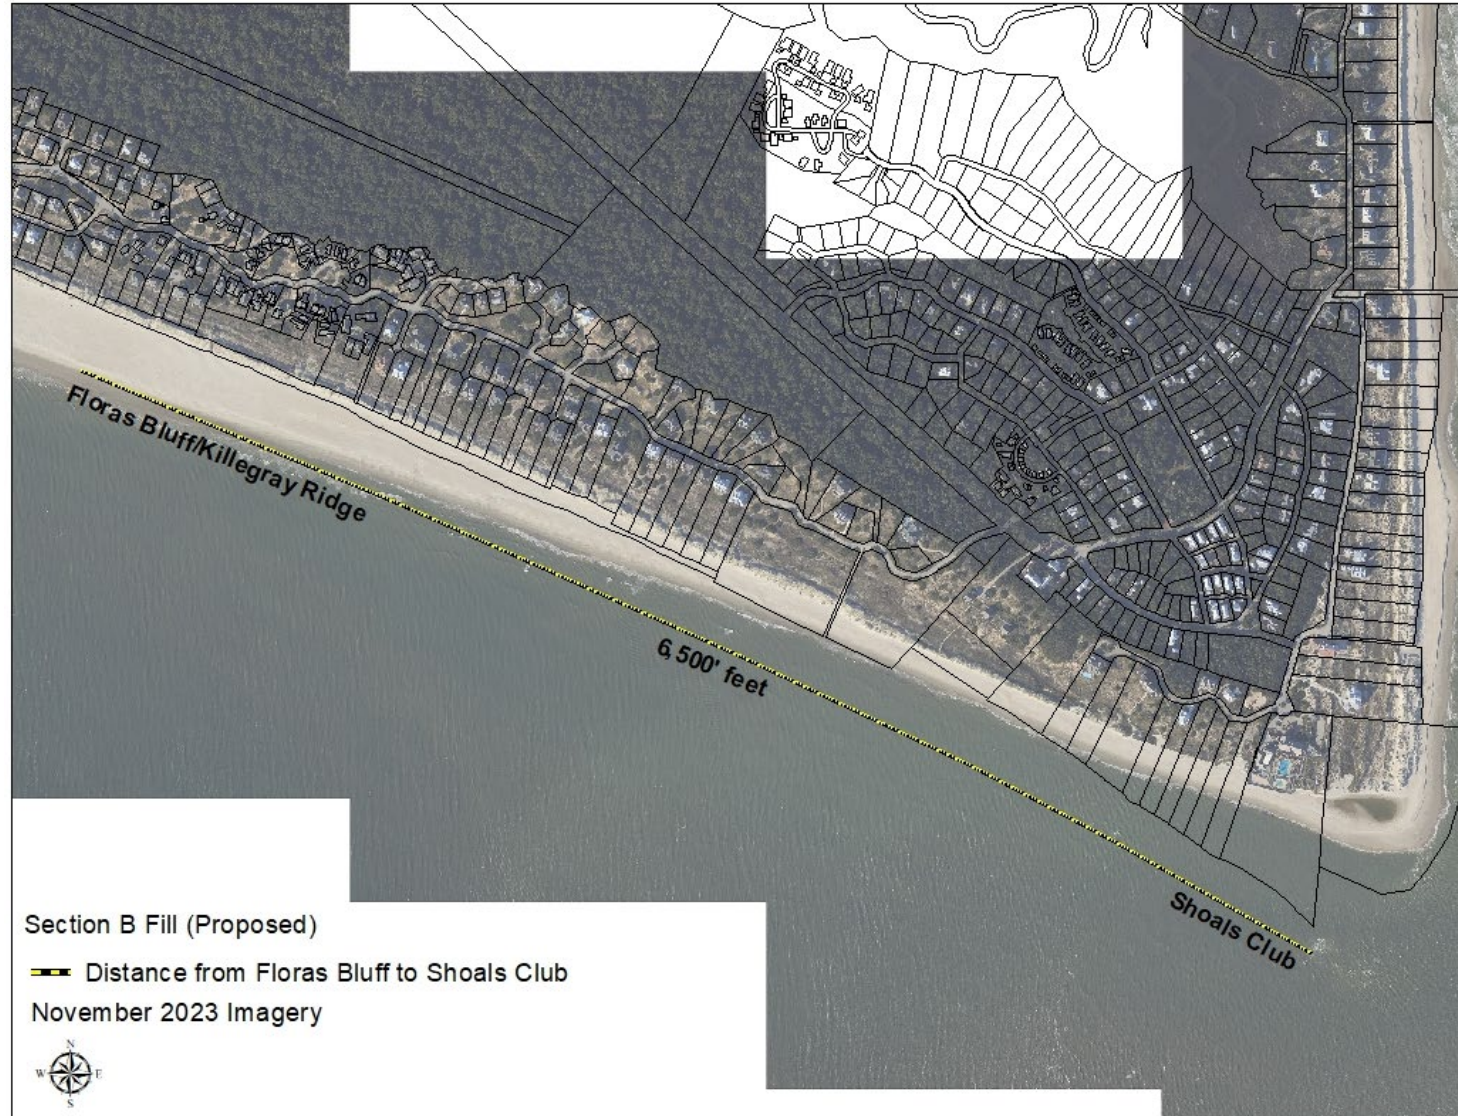 Floras Bluff/Killegray Ridge
6,500' feet
Shoals Club
Section B Fill (Proposed)
Distance from Floras Bluff to Shoals Club
November 2023 Imagery
N
W E
S